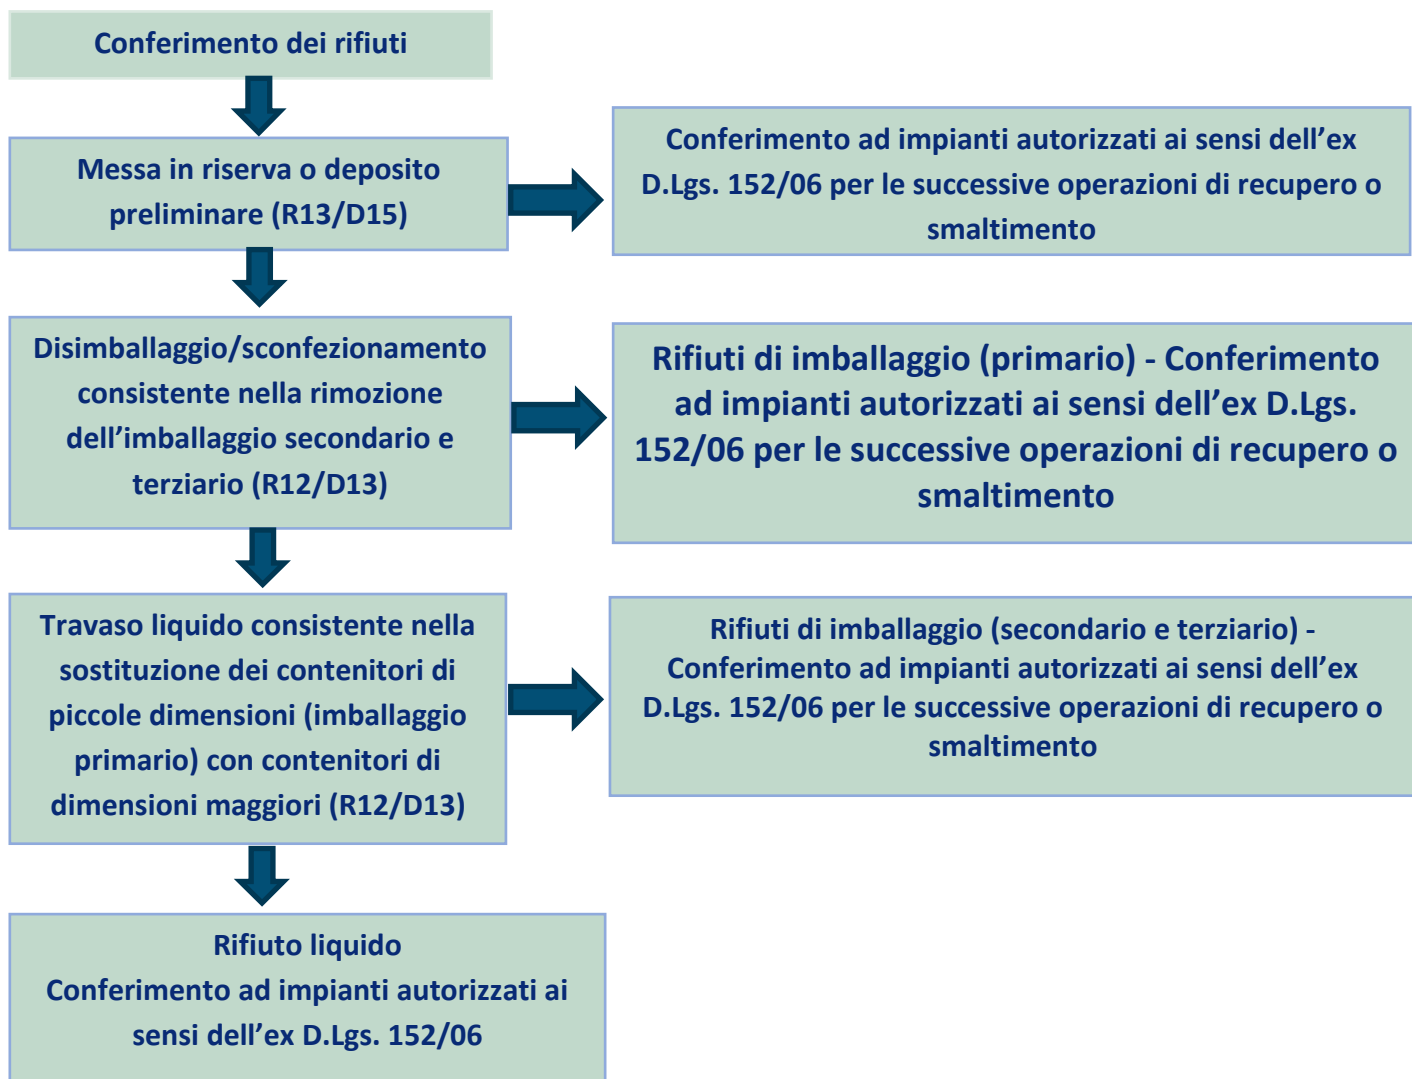 Conferimento dei rifiuti
Messa in riserva o deposito
preliminare (R13/D15)
Conferimento ad impianti autorizzati ai sensi dell’ex
D.Lgs. 152/06 per le successive operazioni di recupero o
smaltimento
Disimballaggio/sconfezionamento
consistente nella rimozione
dell’imballaggio secondario e
terziario (R12/D13)
Rifiuti di imballaggio (primario) - Conferimento
ad impianti autorizzati ai sensi dell’ex D.Lgs.
152/06 per le successive operazioni di recupero o
smaltimento
Travaso liquido consistente nella
sostituzione dei contenitori di
piccole dimensioni (imballaggio
primario) con contenitori di
dimensioni maggiori (R12/D13)
Rifiuti di imballaggio (secondario e terziario) -
Conferimento ad impianti autorizzati ai sensi dell’ex
D.Lgs. 152/06 per le successive operazioni di recupero o
smaltimento
Rifiuto liquido
Conferimento ad impianti autorizzati ai
sensi dell’ex D.Lgs. 152/06